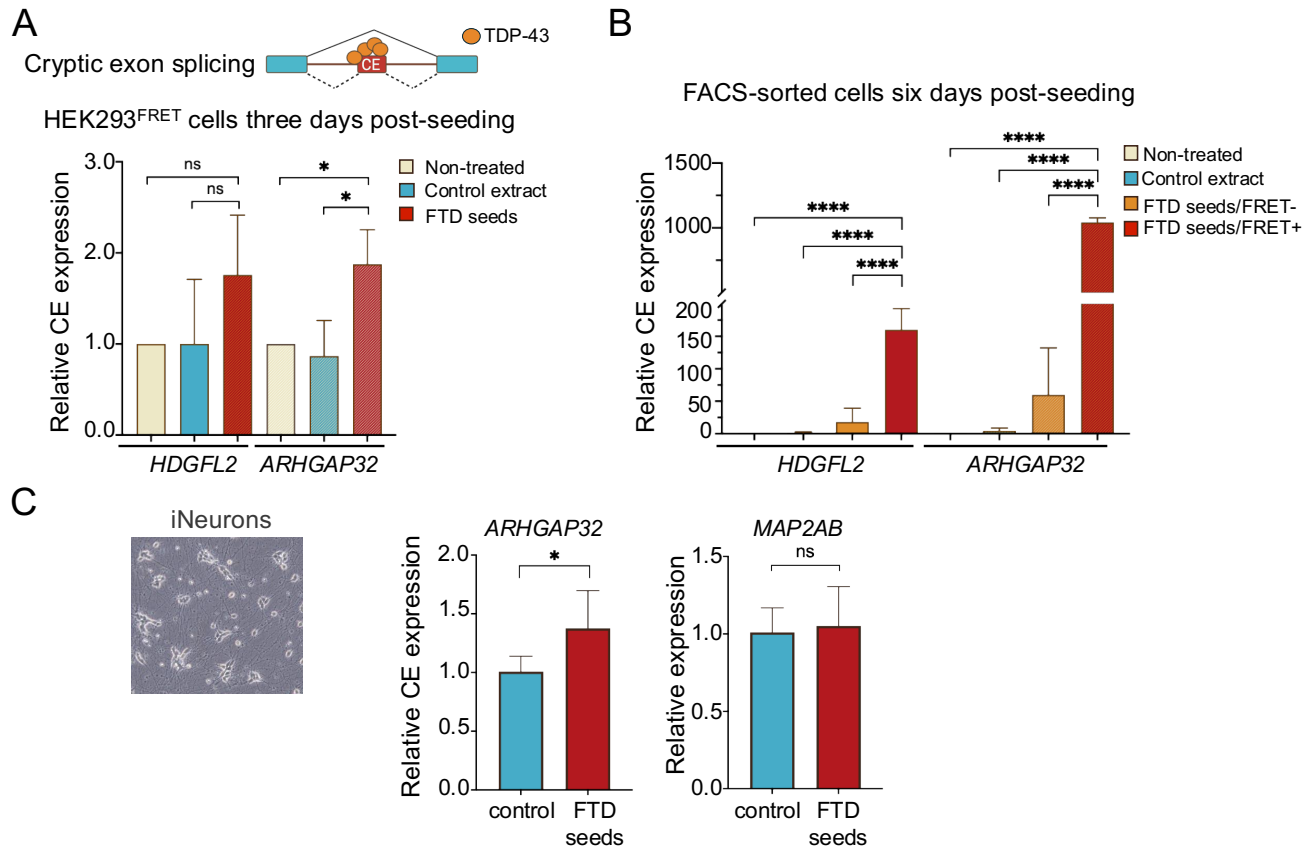 A
TDP-43
Cryptic exon splicing
CE
HEK293FRET cells three days post-seeding
Relative CE expression
3.0
2.0
1.0
0.0
ns
ns
*
*
Non-treated
Control extract
FTD seeds
HDGFL2
ARHGAP32
B
FACS-sorted cells six days post-seeding
Relative CE expression
1500
1000
200
150
100
50
0
****
****
****
****
****
****
Non-treated
Control extract
FTD seeds/FRET-
FTD seeds/FRET+
HDGFL2
ARHGAP32
C
iNeurons
ARHGAP32
Relative CE expression
2.0
1.5
1.0
0.5
0.0
*
control
FTD
seeds
MAP2AB
Relative expression
1.5
1.0
0.5
0.0
ns
control
FTD
seeds